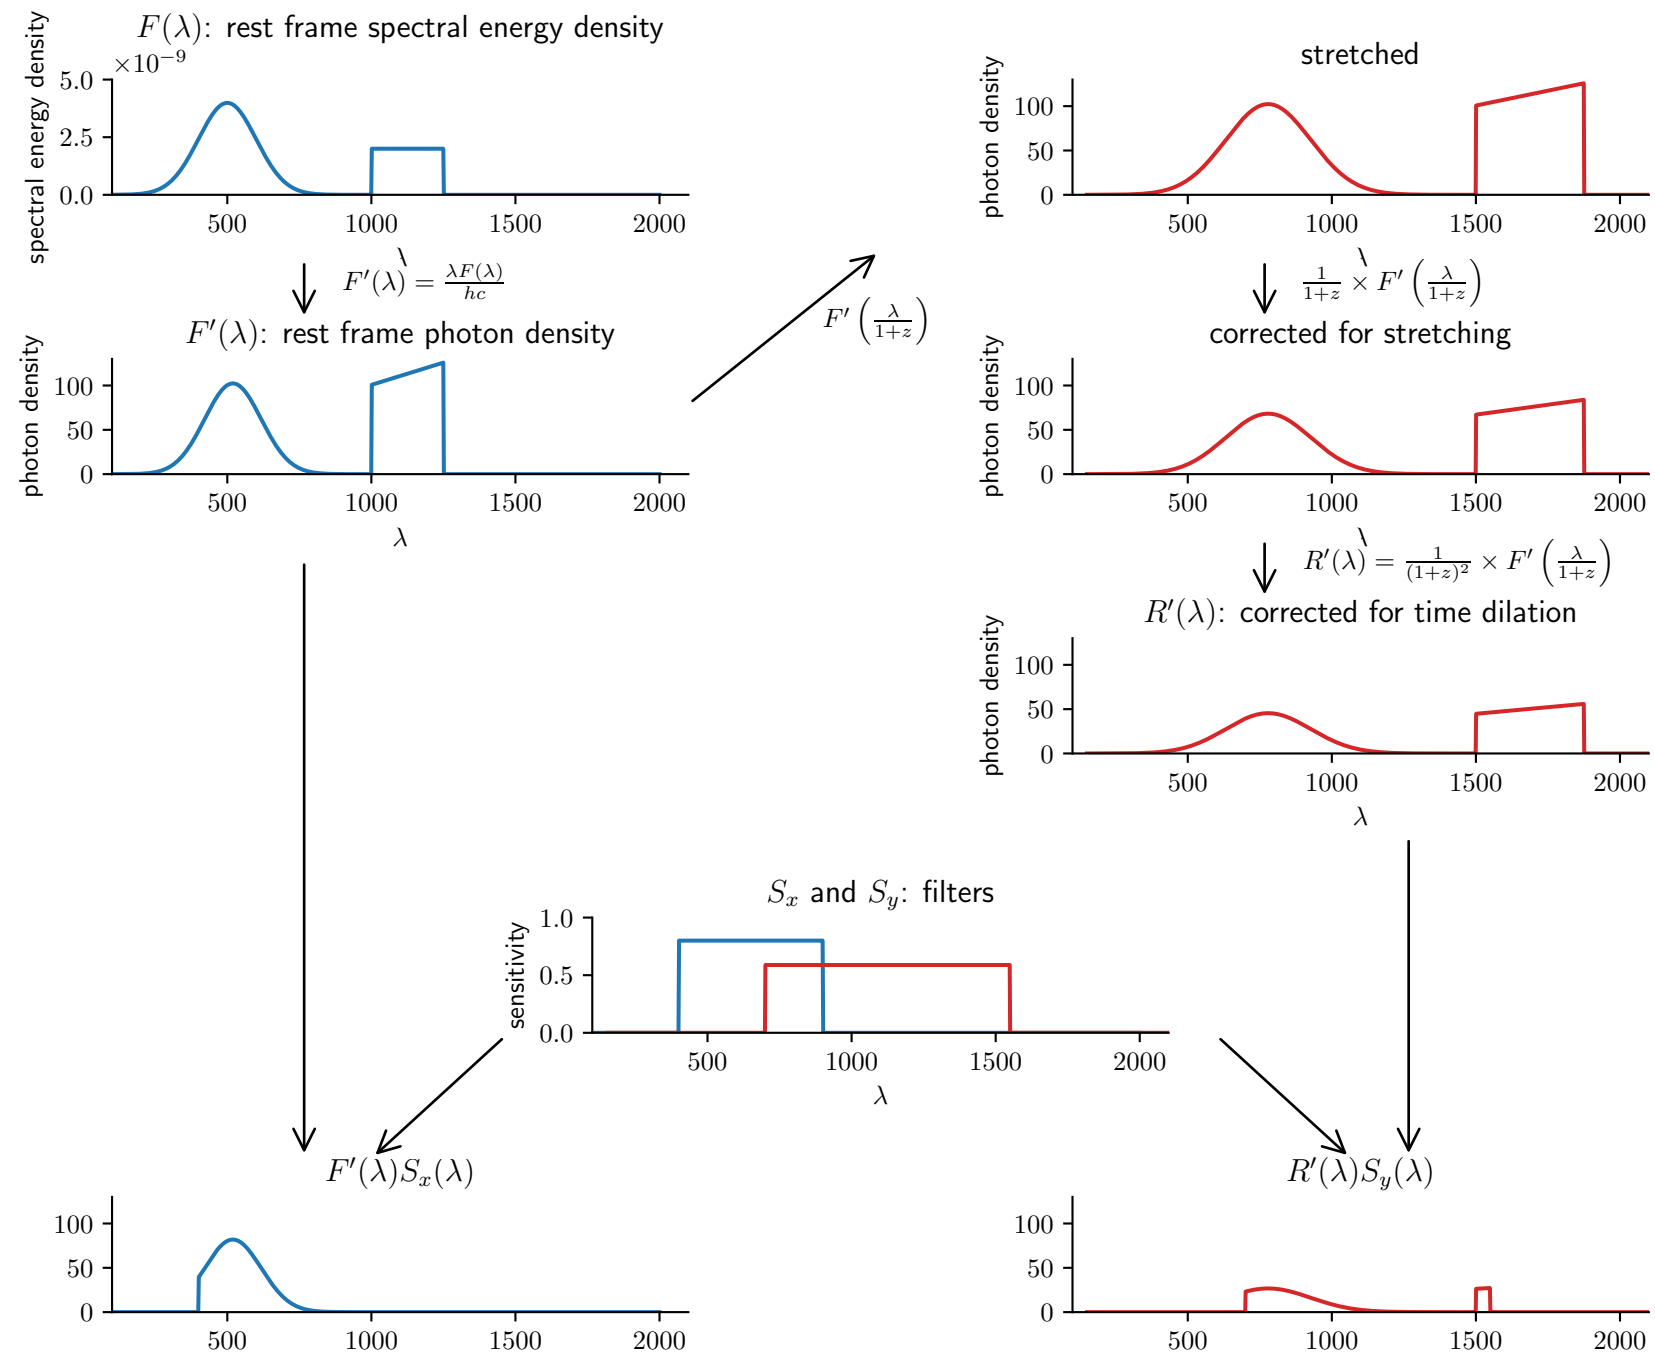 F(λ): rest frame spectral energy density
×10⁻⁹
spectral energy density
5.0
2.5
0.0
500 1000 1500 2000
λ
F′(λ) = λF(λ)/hc
F′(λ): rest frame photon density
photon density
100
50
0
500 1000 1500 2000
λ
F′(λ/(1+z))
stretched
photon density
100
50
0
500 1000 1500 2000
λ
1/(1+z) × F′(λ/(1+z))
corrected for stretching
photon density
100
50
0
500 1000 1500 2000
λ
R′(λ) = 1/(1+z)² × F′(λ/(1+z))
R′(λ): corrected for time dilation
photon density
100
50
0
500 1000 1500 2000
λ
Sₓ and S_y: filters
sensitivity
1.0
0.5
0.0
500 1000 1500 2000
λ
F′(λ)Sₓ(λ)
100
50
0
500 1000 1500 2000
R′(λ)S_y(λ)
100
50
0
500 1000 1500 2000